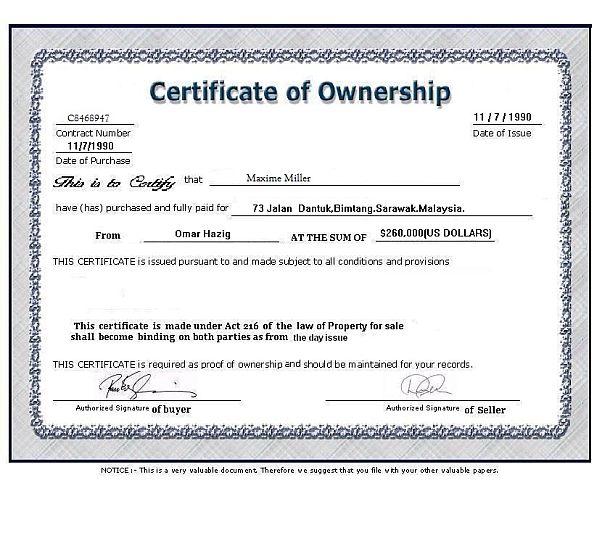 Certificate of Ownership
C8468947
11 / 7 / 1990
Contract Number
Date of Issue
11/7/1990
Date of Purchase
This is to Certify that Maxime Miller
have (has) purchased and fully paid for 73 Jalan Dantuk,Bimtang.Sarawak.Malaysia.
From Omar Hazig AT THE SUM OF $260,000(US DOLLARS)
THIS CERTIFICATE is issued pursuant to and made subject to all conditions and provisions
This certificate is made under Act 216 of the law of Property for sale
shall become binding on both parties as from the day issue
THIS CERTIFICATE is required as proof of ownership and should be maintained for your records.
Authorized Signature of buyer
Authorized Signature of Seller
NOTICE:- This is a very valuable document. Therefore we suggest that you file with your other valuable papers.